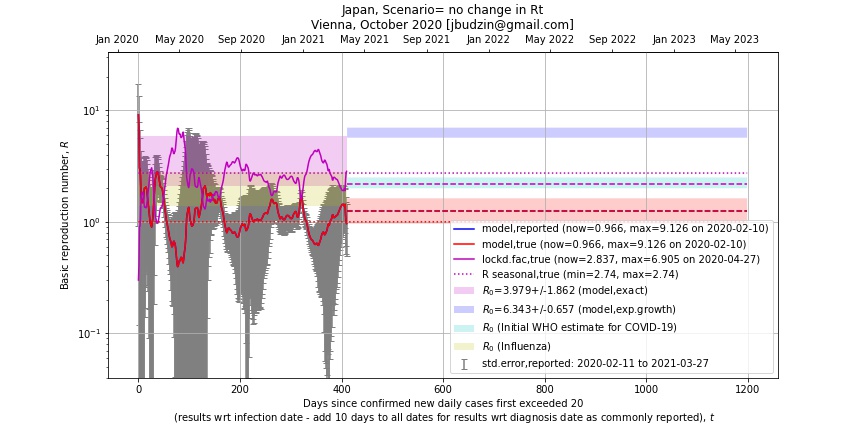 Japan, Scenario= no change in Rt
Vienna, October 2020 [jbudzin@gmail.com]
Jan 2020 May 2020 Sep 2020 Jan 2021 May 2021 Sep 2021 Jan 2022 May 2022 Sep 2022 Jan 2023 May 2023
Basic reproduction number, R
10¹
10⁰
10⁻¹
model,reported (now=0.966, max=9.126 on 2020-02-10)
model,true (now=0.966, max=9.126 on 2020-02-10)
lockd.fac,true (now=2.837, max=6.905 on 2020-04-27)
R seasonal,true (min=2.74, max=2.74)
R₀=3.979+/-1.862 (model,exact)
R₀=6.343+/-0.657 (model,exp.growth)
R₀ (Initial WHO estimate for COVID-19)
R₀ (Influenza)
std.error,reported: 2020-02-11 to 2021-03-27
0 200 400 600 800 1000 1200
Days since confirmed new daily cases first exceeded 20
(results wrt infection date - add 10 days to all dates for results wrt diagnosis date as commonly reported), t